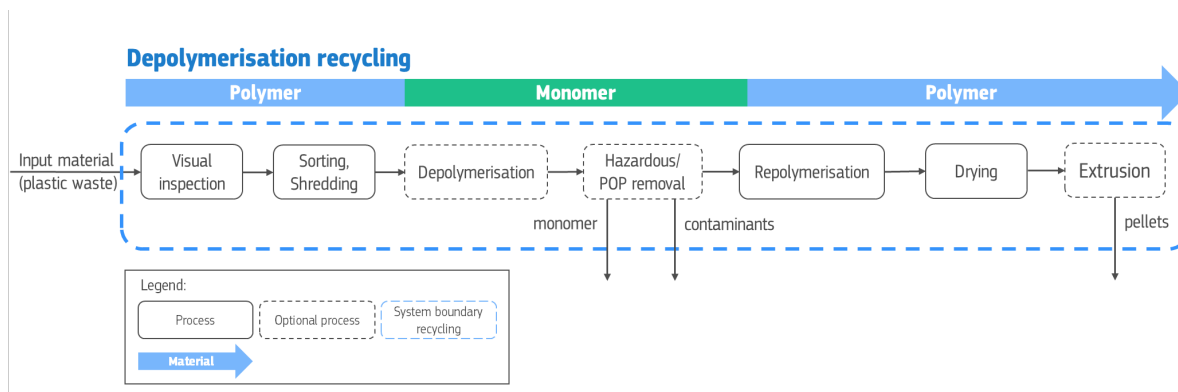 Depolymerisation recycling
Polymer
Monomer
Polymer
Input material
(plastic waste)
Visual
inspection
Sorting,
Shredding
Depolymerisation
Hazardous/
POP removal
Repolymerisation
Drying
Extrusion
monomer
contaminants
pellets
Legend:
Process
Optional process
System boundary
recycling
Material